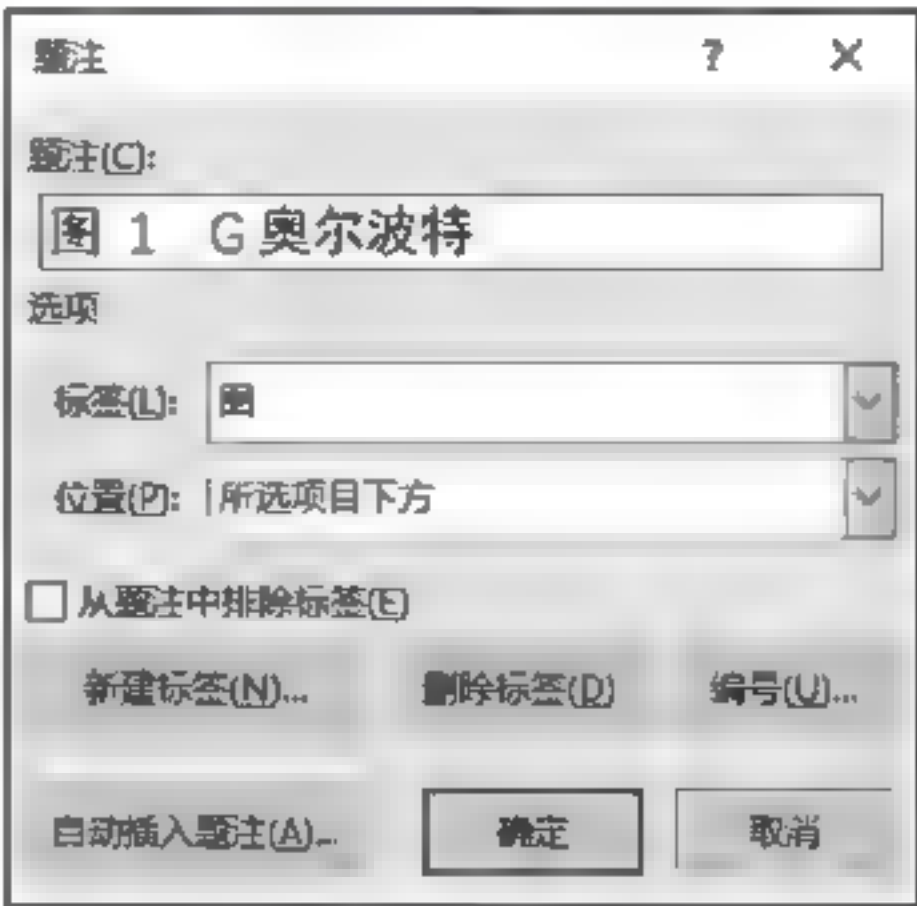 题注 ? ×
题注(C):
图 1 G奥尔波特
选项
标签(L): 图
位置(P): 所选项目下方
从题注中排除标签(E)
新建标签(N)... 删除标签(D) 编号(U)...
自动插入题注(A)... 确定 取消